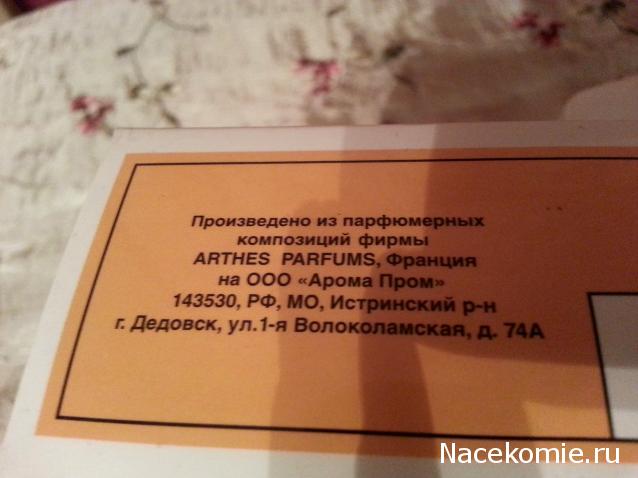 Произведено из парфюмерных
композиций фирмы
ARTHES PARFUMS, Франция
на ООО «Арома Пром»
143530, РФ, МО, Истринский р-н
г. Дедовск, ул.1-я Волоколамская, д. 74А
Nacekomie.ru